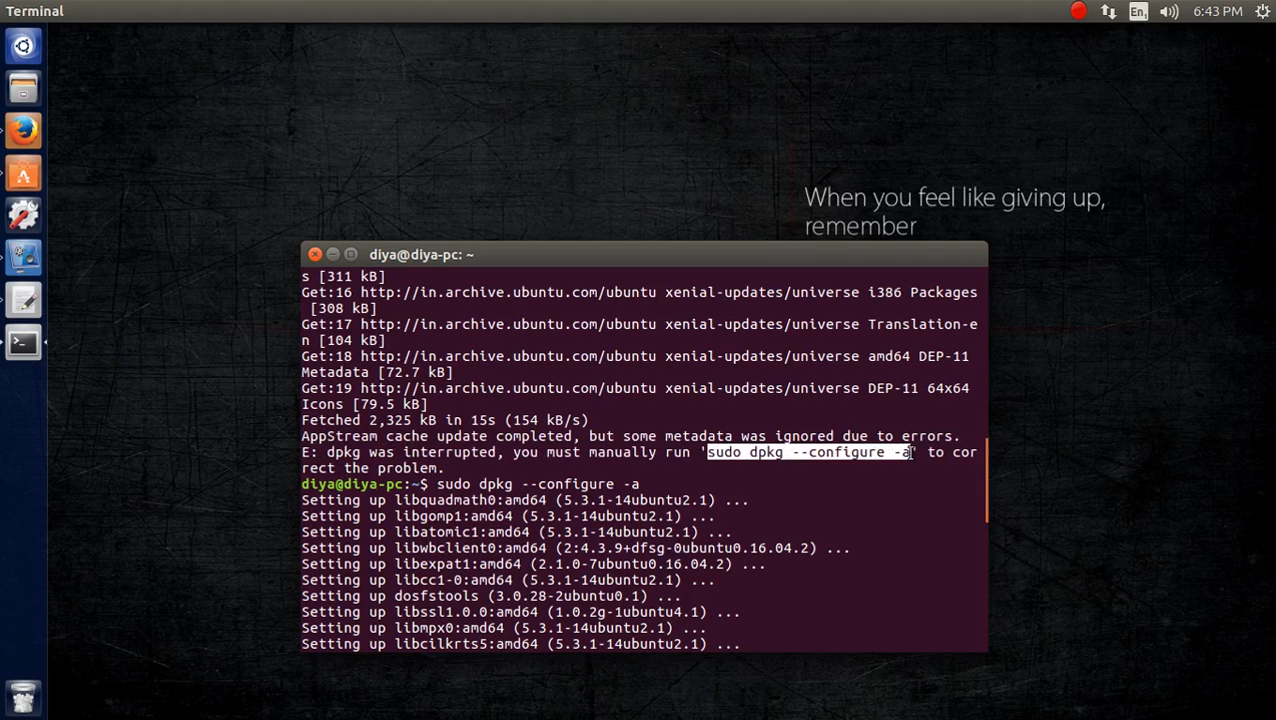 Terminal
En1
6:43 PM
When you feel like giving up,
remember
diya@diya-pc: ~
s [311 kB]
Get:16 http://in.archive.ubuntu.com/ubuntu xenial-updates/universe i386 Packages
[308 kB]
Get:17 http://in.archive.ubuntu.com/ubuntu xenial-updates/universe Translation-e
n [104 kB]
Get:18 http://in.archive.ubuntu.com/ubuntu xenial-updates/universe amd64 DEP-11
Metadata [72.7 kB]
Get:19 http://in.archive.ubuntu.com/ubuntu xenial-updates/universe DEP-11 64x64
Icons [79.5 kB]
Fetched 2,325 kB in 15s (154 kB/s)
AppStream cache update completed, but some metadata was ignored due to errors.
E: dpkg was interrupted, you must manually run 'sudo dpkg --configure -a' to cor
rect the problem.
diya@diya-pc:~$ sudo dpkg --configure -a
Setting up libquadmath0:amd64 (5.3.1-14ubuntu2.1) ...
Setting up libgomp1:amd64 (5.3.1-14ubuntu2.1) ...
Setting up libatomic1:amd64 (5.3.1-14ubuntu2.1) ...
Setting up libwbclient0:amd64 (2:4.3.9+dfsg-0ubuntu0.16.04.2) ...
Setting up libexpat1:amd64 (2.1.0-7ubuntu0.16.04.2) ...
Setting up libcc1-0:amd64 (5.3.1-14ubuntu2.1) ...
Setting up dosfstools (3.0.28-2ubuntu0.1) ...
Setting up libssl1.0.0:amd64 (1.0.2g-1ubuntu4.1) ...
Setting up libmpx0:amd64 (5.3.1-14ubuntu2.1) ...
Setting up libcilkrts5:amd64 (5.3.1-14ubuntu2.1) ...